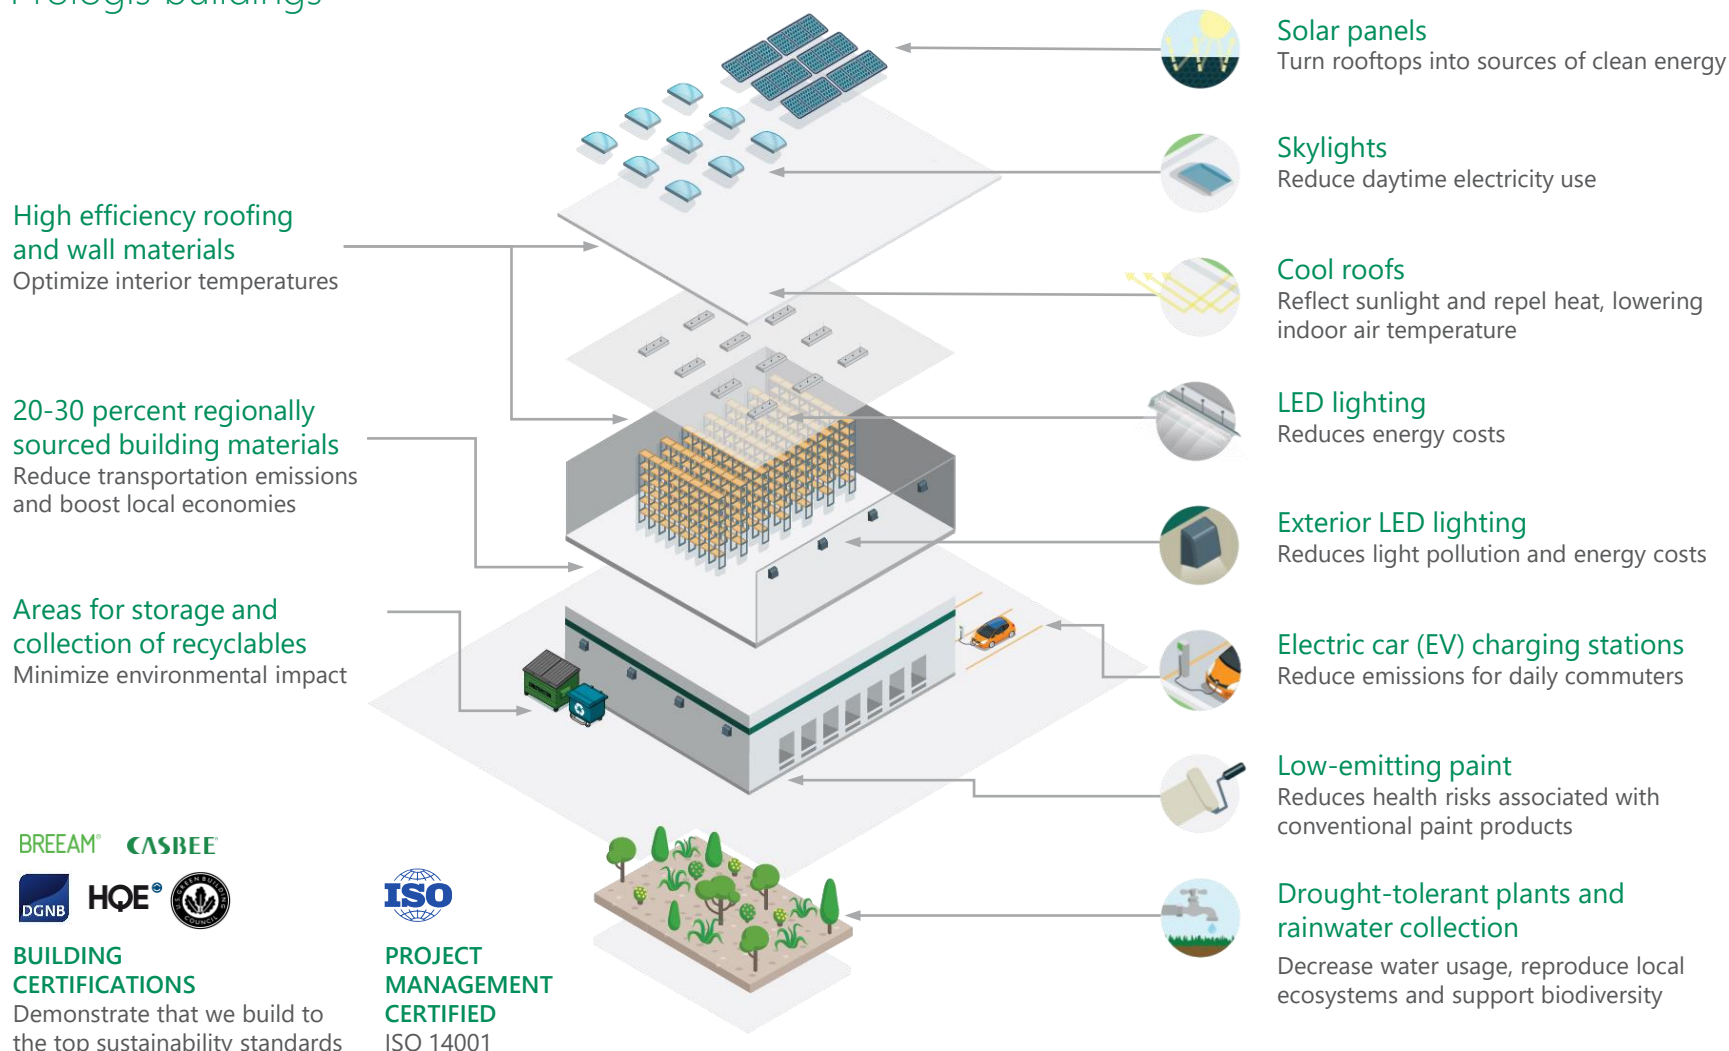 Prologis buildings
Solar panels
Turn rooftops into sources of clean energy
Skylights
Reduce daytime electricity use
High efficiency roofing
and wall materials
Optimize interior temperatures
Cool roofs
Reflect sunlight and repel heat, lowering
indoor air temperature
20-30 percent regionally
sourced building materials
Reduce transportation emissions
and boost local economies
LED lighting
Reduces energy costs
Exterior LED lighting
Reduces light pollution and energy costs
Areas for storage and
collection of recyclables
Minimize environmental impact
Electric car (EV) charging stations
Reduce emissions for daily commuters
Low-emitting paint
Reduces health risks associated with
conventional paint products
Drought-tolerant plants and
rainwater collection
Decrease water usage, reproduce local
ecosystems and support biodiversity
BREEAM®
CASBEE
DGNB
HQE
U.S. GREEN BUILDING COUNCIL
ISO
BUILDING
CERTIFICATIONS
Demonstrate that we build to
the top sustainability standards
PROJECT
MANAGEMENT
CERTIFIED
ISO 14001